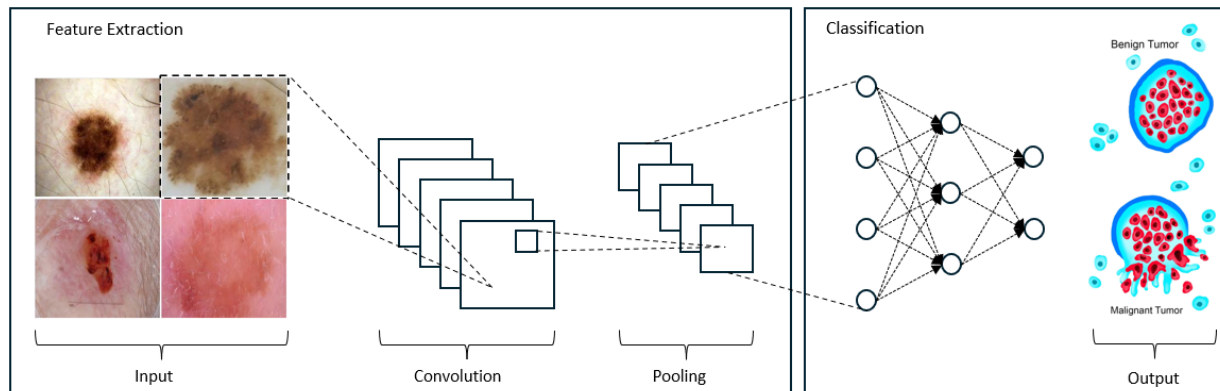 Feature Extraction
Input
Convolution
Pooling
Classification
Benign Tumor
Malignant Tumor
Output